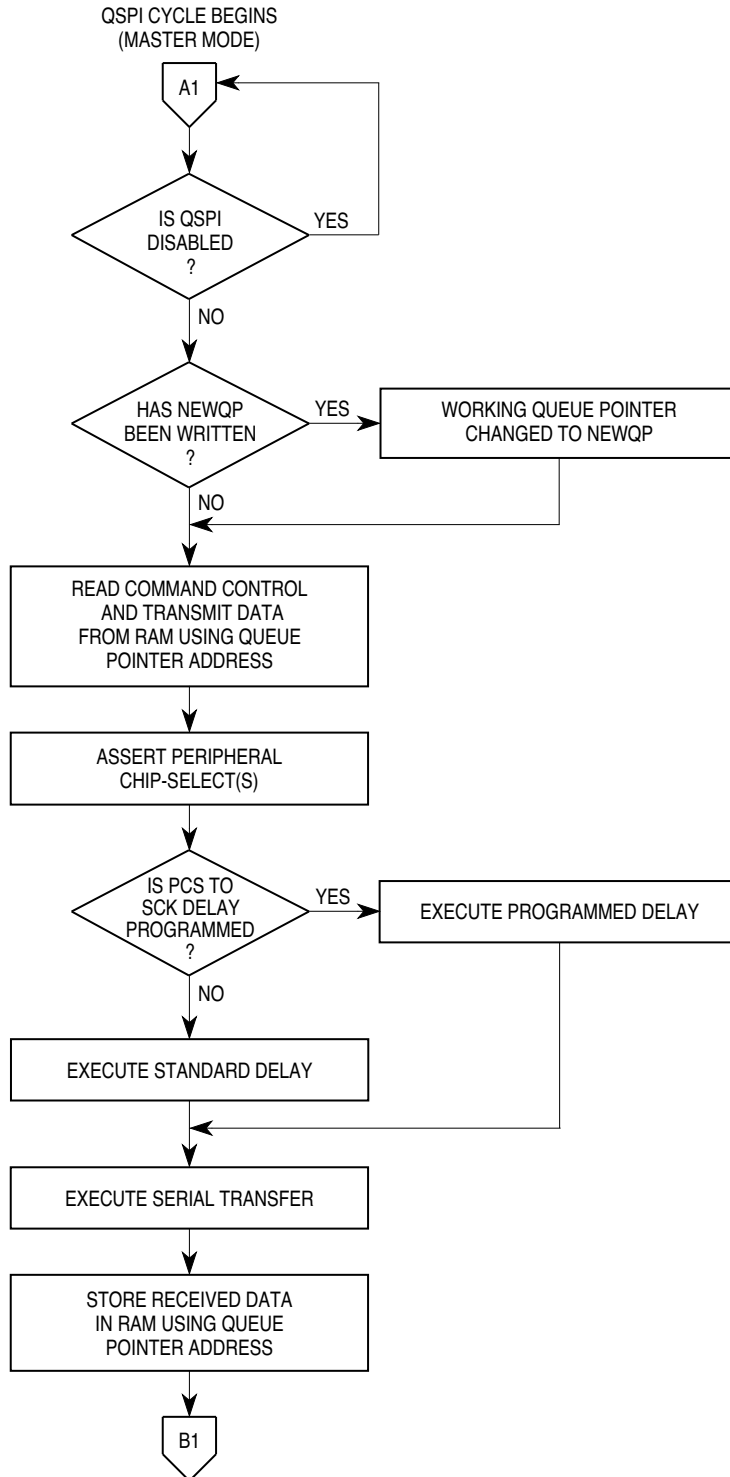 QSPI CYCLE BEGINS
(MASTER MODE)
A1
IS QSPI
DISABLED
?
YES
NO
HAS NEWQP
BEEN WRITTEN
?
YES
WORKING QUEUE POINTER
CHANGED TO NEWQP
NO
READ COMMAND CONTROL
AND TRANSMIT DATA
FROM RAM USING QUEUE
POINTER ADDRESS
ASSERT PERIPHERAL
CHIP-SELECT(S)
IS PCS TO
SCK DELAY
PROGRAMMED
?
YES
EXECUTE PROGRAMMED DELAY
NO
EXECUTE STANDARD DELAY
EXECUTE SERIAL TRANSFER
STORE RECEIVED DATA
IN RAM USING QUEUE
POINTER ADDRESS
B1